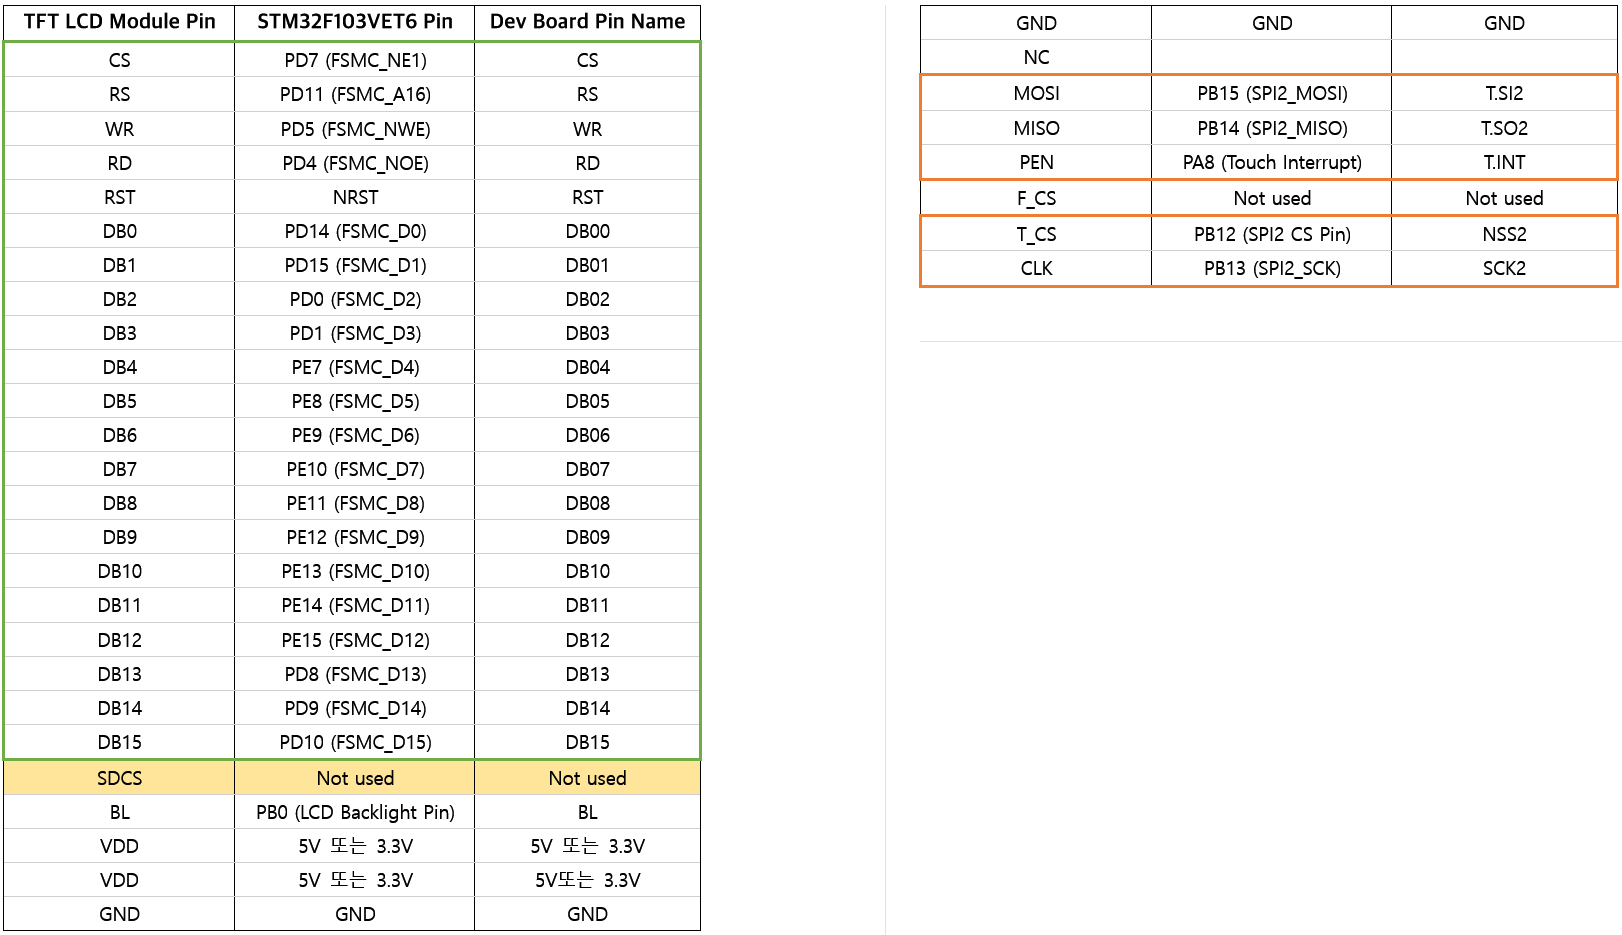 TFT LCD Module Pin STM32F103VET6 Pin Dev Board Pin Name
CS PD7 (FSMC_NE1) CS
RS PD11 (FSMC_A16) RS
WR PD5 (FSMC_NWE) WR
RD PD4 (FSMC_NOE) RD
RST NRST RST
DB0 PD14 (FSMC_D0) DB00
DB1 PD15 (FSMC_D1) DB01
DB2 PD0 (FSMC_D2) DB02
DB3 PD1 (FSMC_D3) DB03
DB4 PE7 (FSMC_D4) DB04
DB5 PE8 (FSMC_D5) DB05
DB6 PE9 (FSMC_D6) DB06
DB7 PE10 (FSMC_D7) DB07
DB8 PE11 (FSMC_D8) DB08
DB9 PE12 (FSMC_D9) DB09
DB10 PE13 (FSMC_D10) DB10
DB11 PE14 (FSMC_D11) DB11
DB12 PE15 (FSMC_D12) DB12
DB13 PD8 (FSMC_D13) DB13
DB14 PD9 (FSMC_D14) DB14
DB15 PD10 (FSMC_D15) DB15
SDCS Not used Not used
BL PB0 (LCD Backlight Pin) BL
VDD 5V 또는 3.3V 5V 또는 3.3V
VDD 5V 또는 3.3V 5V또는 3.3V
GND GND GND
GND GND GND
NC
MOSI PB15 (SPI2_MOSI) T.SI2
MISO PB14 (SPI2_MISO) T.SO2
PEN PA8 (Touch Interrupt) T.INT
F_CS Not used Not used
T_CS PB12 (SPI2 CS Pin) NSS2
CLK PB13 (SPI2_SCK) SCK2